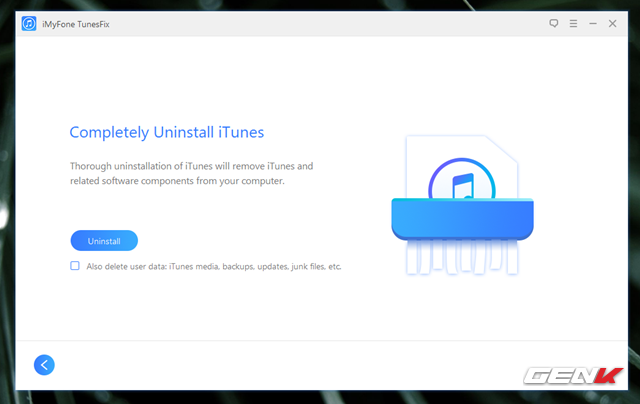 iMyFone TunesFix
Completely Uninstall iTunes
Thorough uninstallation of iTunes will remove iTunes and
related software components from your computer.
Uninstall
Also delete user data: iTunes media, backups, updates, junk files, etc.
GENK